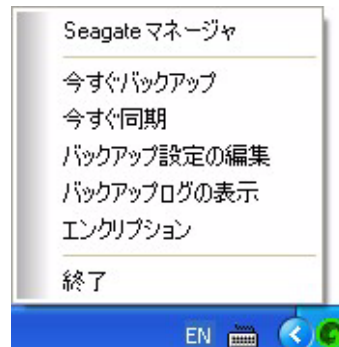 Seagate マネージャ
今すぐバックアップ
今すぐ同期
バックアップ設定の編集
バックアップログの表示
エンクリプション
終了
EN